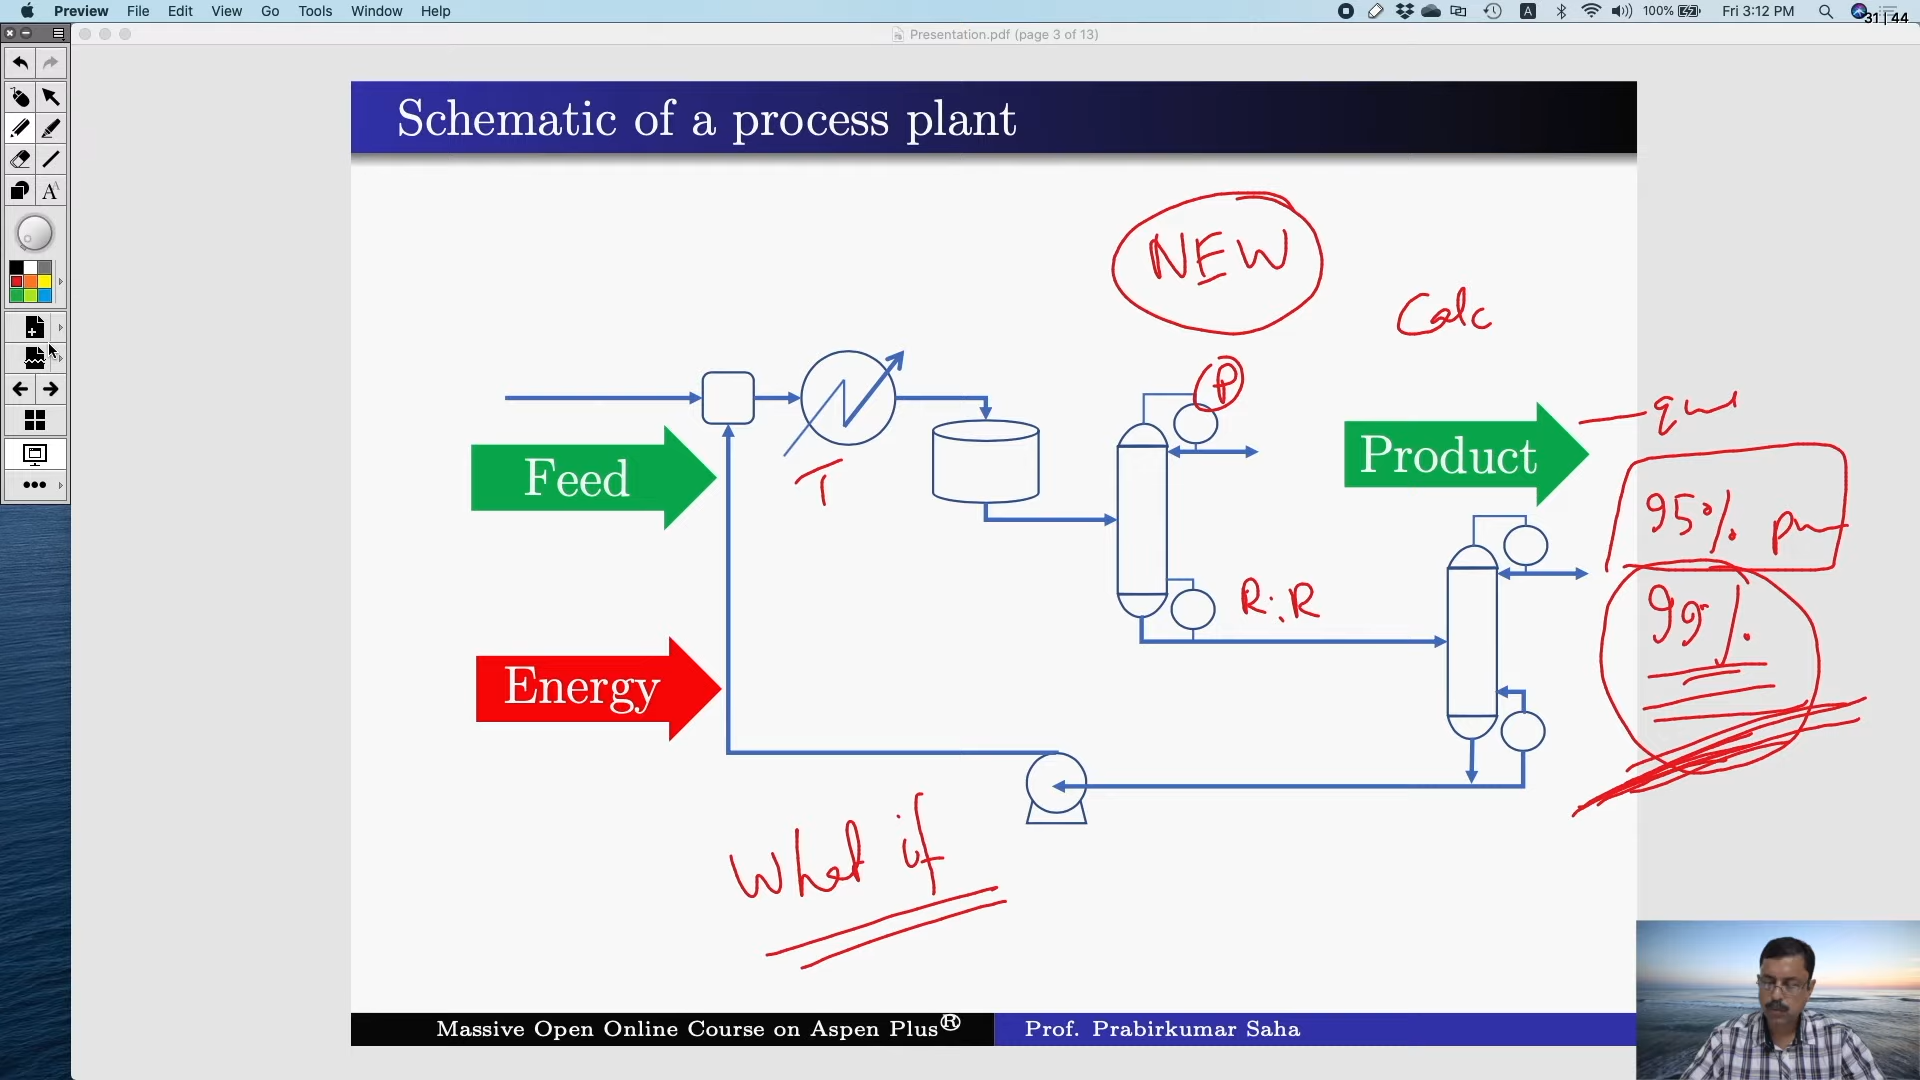 Preview File Edit View Go Tools Window Help
A 100% Fri 3:12 PM
31 | 44
Presentation.pdf (page 3 of 13)
Schematic of a process plant
NEW
Calc
P
Product
95%
Feed
T
R.R
99%
Energy
What if
Massive Open Online Course on Aspen Plus®
Prof. Prabirkumar Saha